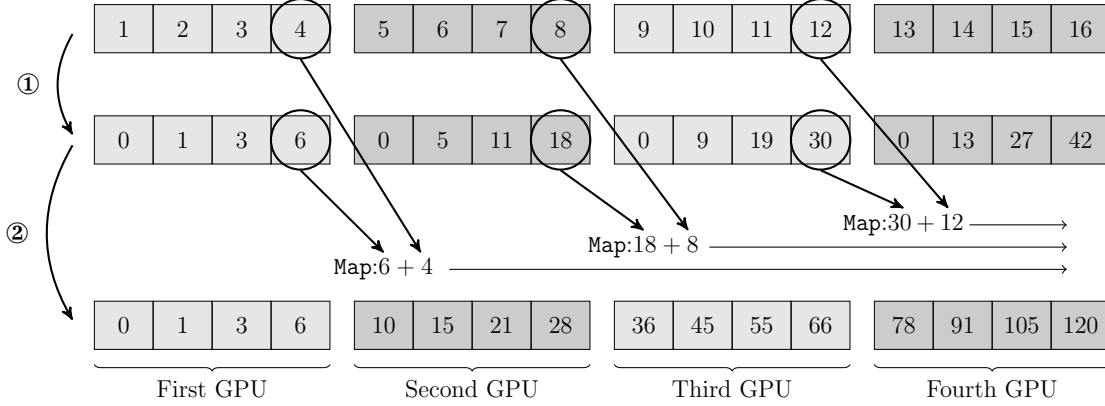 1 2 3 4 5 6 7 8 9 10 11 12 13 14 15 16
①
0 1 3 6 0 5 11 18 0 9 19 30 0 13 27 42
②
Map:30 + 12
Map:18 + 8
Map:6 + 4
0 1 3 6 10 15 21 28 36 45 55 66 78 91 105 120
First GPU Second GPU Third GPU Fourth GPU